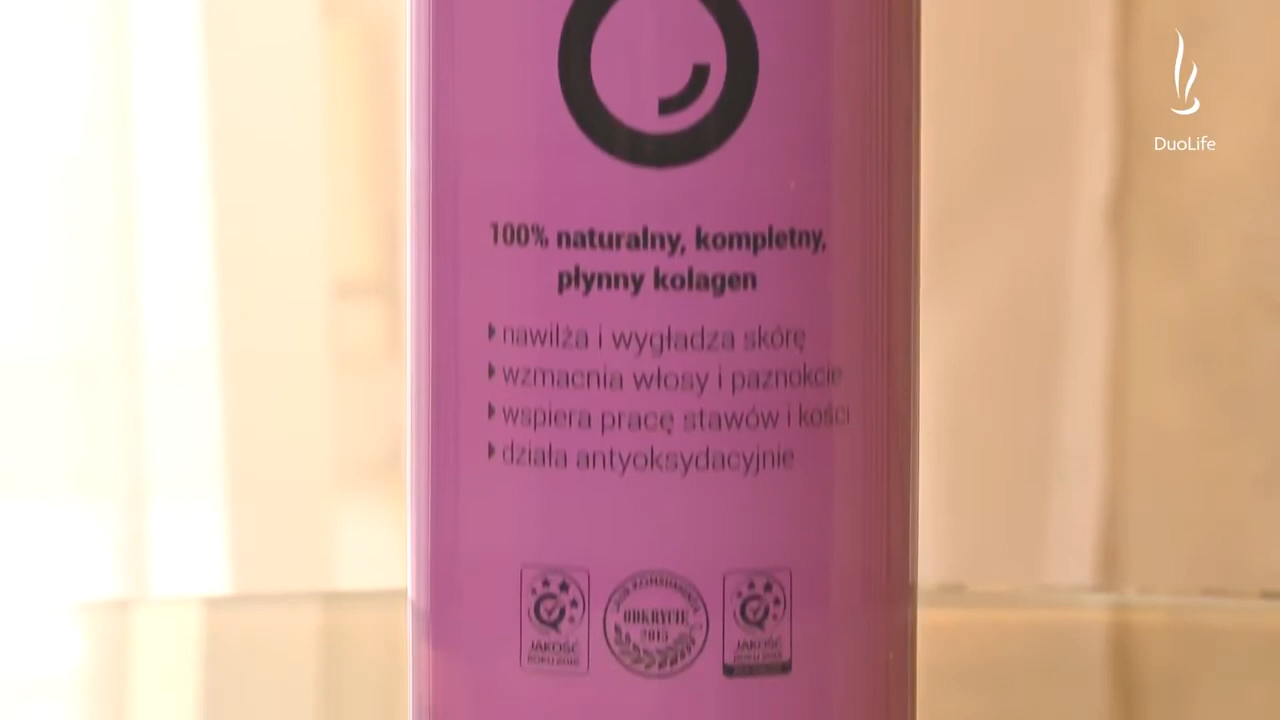 DuoLife
100% naturalny, kompletny,
płynny kolagen
nawilża i wygładza skórę
wzmacnia włosy i paznokcie
wspiera pracę stawów i kości
działa antyoksydacyjnie
ODKRYCIE
2015
JAKOŚĆ
JAKOŚĆ